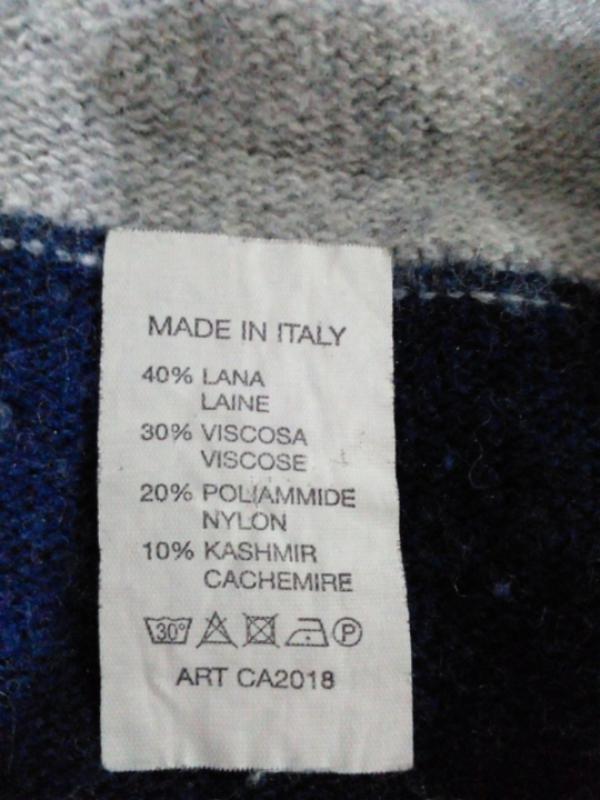 MADE IN ITALY
40% LANA
LAINE
30% VISCOSA
VISCOSE
20% POLIAMMIDE
NYLON
10% KASHMIR
CACHEMIRE
30° P
ART CA2018